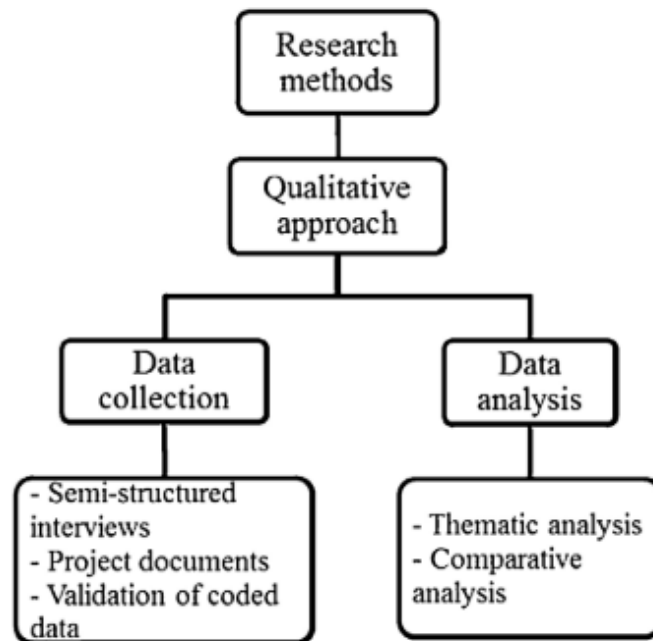 Research
methods
Qualitative
approach
Data
collection
Data
analysis
- Semi-structured
interviews
- Project documents
- Validation of coded
data
- Thematic analysis
- Comparative
analysis